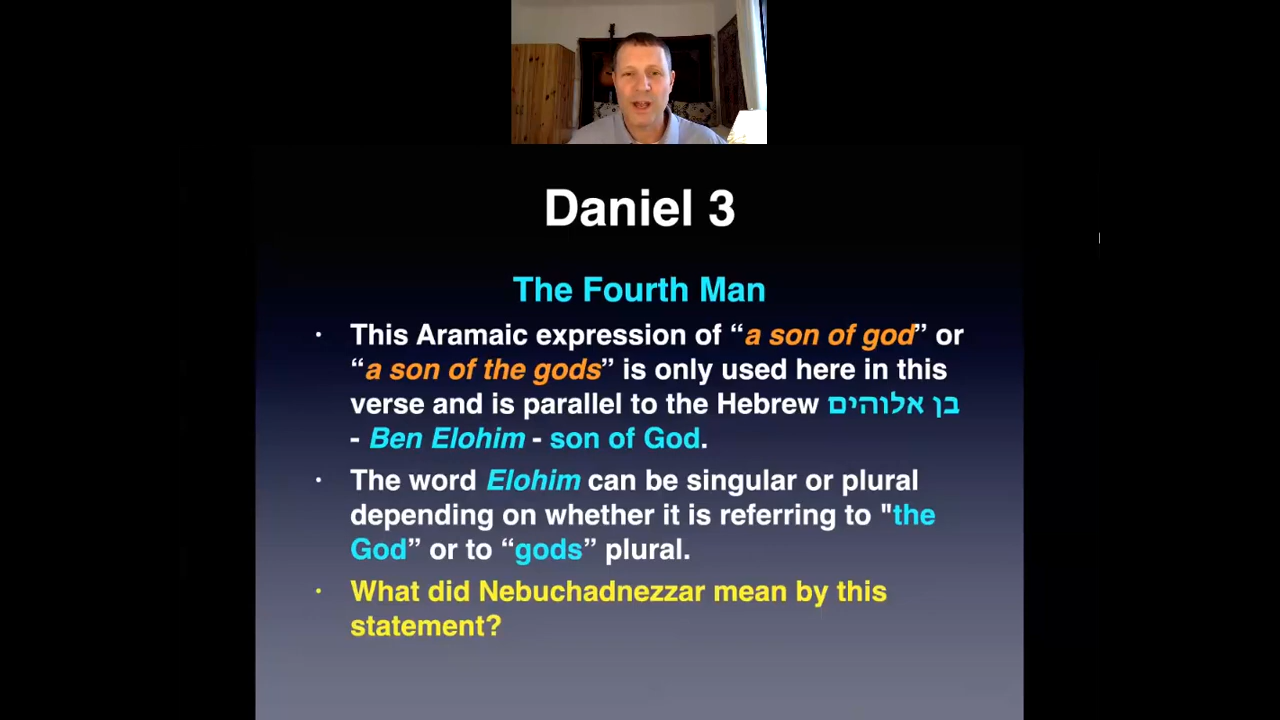 Daniel 3
The Fourth Man
• This Aramaic expression of “a son of god” or
“a son of the gods” is only used here in this
verse and is parallel to the Hebrew בן אלוהים
- Ben Elohim - son of God.
• The word Elohim can be singular or plural
depending on whether it is referring to "the
God” or to “gods” plural.
• What did Nebuchadnezzar mean by this
statement?